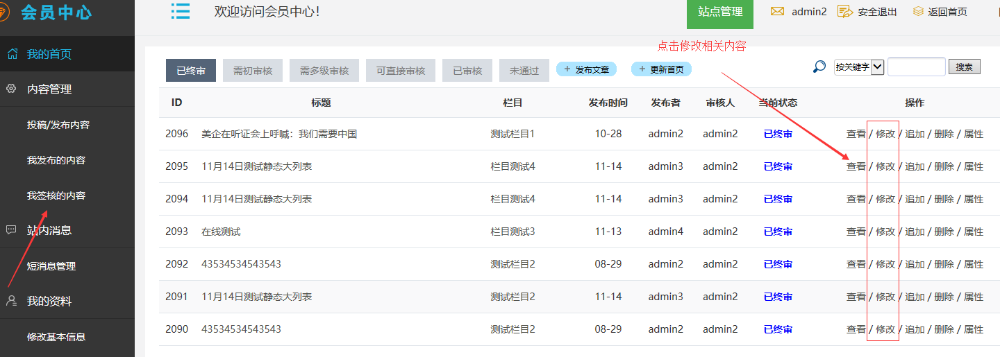 会员中心
欢迎访问会员中心！
站点管理
admin2
安全退出
返回首页
我的首页
内容管理
投稿/发布内容
我发布的内容
我签核的内容
站内消息
短消息管理
我的资料
修改基本信息
点击修改相关内容
已终审 需初审核 需多级审核 可直接审核 已审核 未通过 + 发布文章 + 更新首页 按关键字 搜索
ID 标题 栏目 发布时间 发布者 审核人 当前状态 操作
2096 美企在听证会上呼喊：我们需要中国 测试栏目1 10-28 admin2 admin2 已终审 查看 / 修改 / 追加 / 删除 / 属性
2095 11月14日测试静态大列表 栏目测试4 11-14 admin3 admin2 已终审 查看 / 修改 / 追加 / 删除 / 属性
2094 11月14日测试静态大列表 栏目测试4 11-14 admin3 admin2 已终审 查看 / 修改 / 追加 / 删除 / 属性
2093 在线测试 栏目测试3 11-13 admin4 admin2 已终审 查看 / 修改 / 追加 / 删除 / 属性
2092 43534534543543 测试栏目2 08-29 admin2 admin2 已终审 查看 / 修改 / 追加 / 删除 / 属性
2091 11月14日测试静态大列表 测试栏目2 11-14 admin3 admin2 已终审 查看 / 修改 / 追加 / 删除 / 属性
2090 43534534543543 测试栏目2 08-29 admin2 admin2 已终审 查看 / 修改 / 追加 / 删除 / 属性